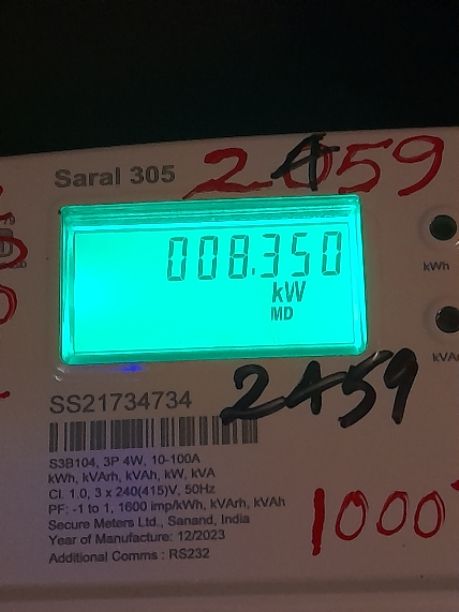 Saral 305
2459
008.350
kW
MD
kWh
SS21734734
2459
S3B104, 3P 4W, 10-100A
kWh, kVArh, kVAh, kW, kVA
Cl. 1.0, 3 x 240(415)V, 50Hz
PF: -1 to 1, 1600 imp/kWh, kVArh, kVAh
Secure Meters Ltd., Sanand, India
Year of Manufacture: 12/2023
Additional Comms : RS232
1000